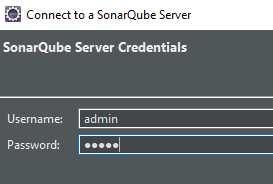 Connect to a SonarQube Server
SonarQube Server Credentials
Username: admin
Password: ●●●●●